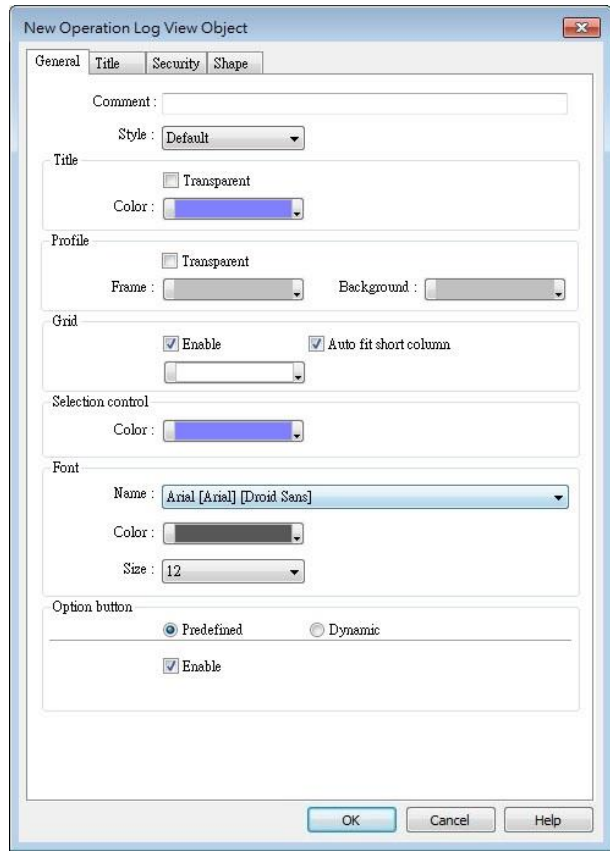 New Operation Log View Object
General Title Security Shape
Comment :
Style : Default
Title
Transparent
Color :
Profile
Transparent
Frame : Background :
Grid
Enable Auto fit short column
Selection control
Color :
Font
Name : Arial [Arial] [Droid Sans]
Color :
Size : 12
Option button
Predefined Dynamic
Enable
OK Cancel Help